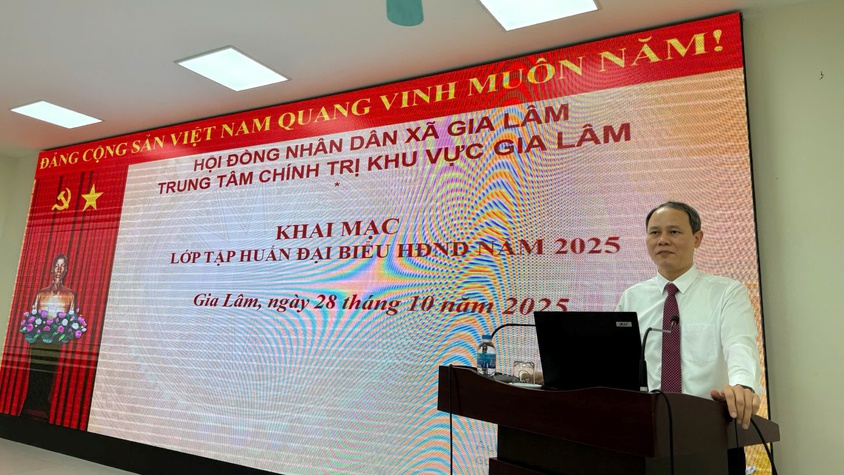 ĐẢNG CỘNG SẢN VIỆT NAM QUANG VINH MUÔN NĂM!
HỘI ĐỒNG NHÂN DÂN XÃ GIA LÂM
TRUNG TÂM CHÍNH TRỊ KHU VỰC GIA LÂM
*
KHAI MẠC
LỚP TẬP HUẤN ĐẠI BIỂU HĐND NĂM 2025
Gia Lâm, ngày 28 tháng 10 năm 2025